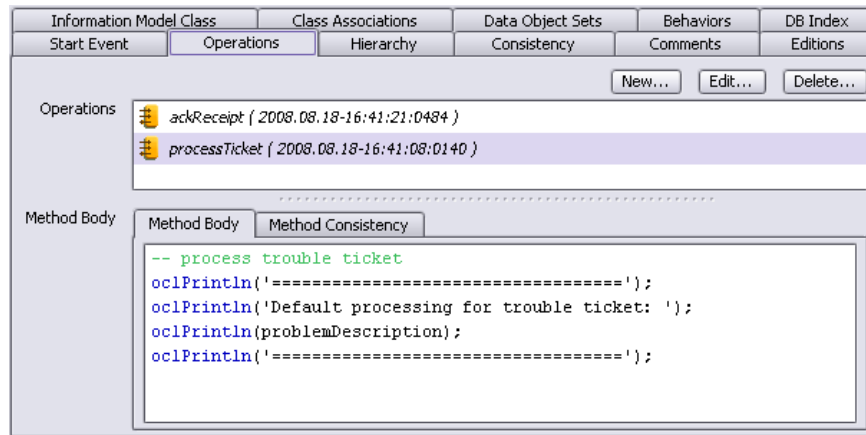 Information Model Class Class Associations Data Object Sets Behaviors DB Index
Start Event Operations Hierarchy Consistency Comments Editions
New... Edit... Delete...
Operations
ackReceipt ( 2008.08.18-16:41:21:0484 )
processTicket ( 2008.08.18-16:41:08:0140 )
Method Body
Method Body Method Consistency
-- process trouble ticket
oclPrintln('===================================');
oclPrintln('Default processing for trouble ticket: ');
oclPrintln(problemDescription);
oclPrintln('===================================');